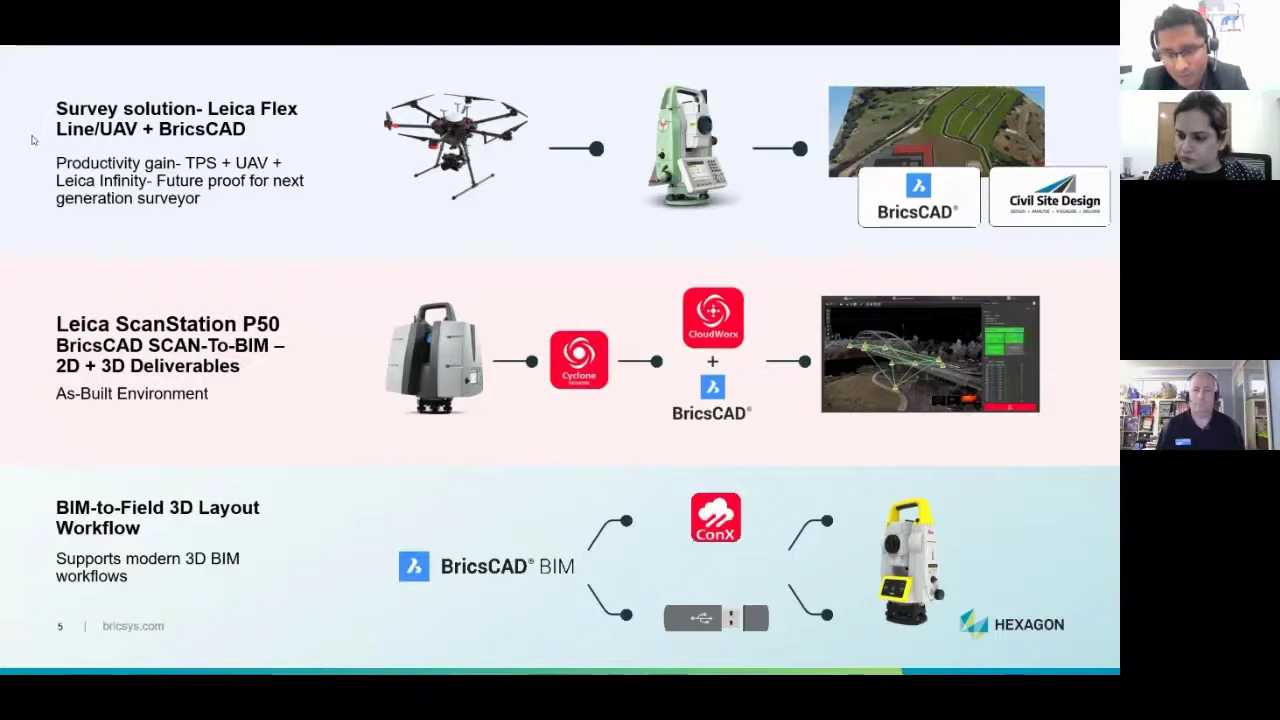 Survey solution- Leica Flex
Line/UAV + BricsCAD
Productivity gain- TPS + UAV +
Leica Infinity- Future proof for next
generation surveyor
BricsCAD®
Civil Site Design
DESIGN • ANALYSE • VISUALISE • DELIVER
Leica ScanStation P50
BricsCAD SCAN-To-BIM –
2D + 3D Deliverables
As-Built Environment
Cyclone
REGISTER
CloudWorx
+
BricsCAD®
BIM-to-Field 3D Layout
Workflow
Supports modern 3D BIM
workflows
BricsCAD® BIM
ConX
5 | bricsys.com
HEXAGON